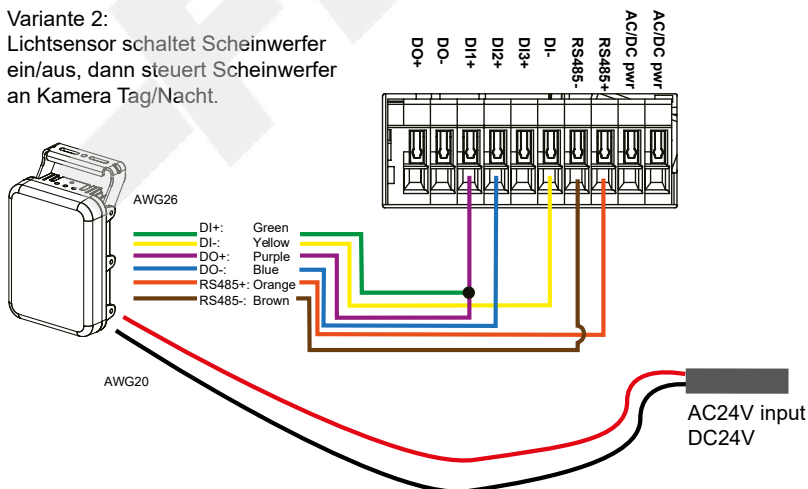 Variante 2:
Lichtsensor schaltet Scheinwerfer
ein/aus, dann steuert Scheinwerfer
an Kamera Tag/Nacht.
DO+
DO-
DI1+
DI2+
DI3+
DI-
RS485-
RS485+
AC/DC pwr
AC/DC pwr
AWG26
DI+: Green
DI-: Yellow
DO+: Purple
DO-: Blue
RS485+: Orange
RS485-: Brown
AWG20
AC24V input
DC24V